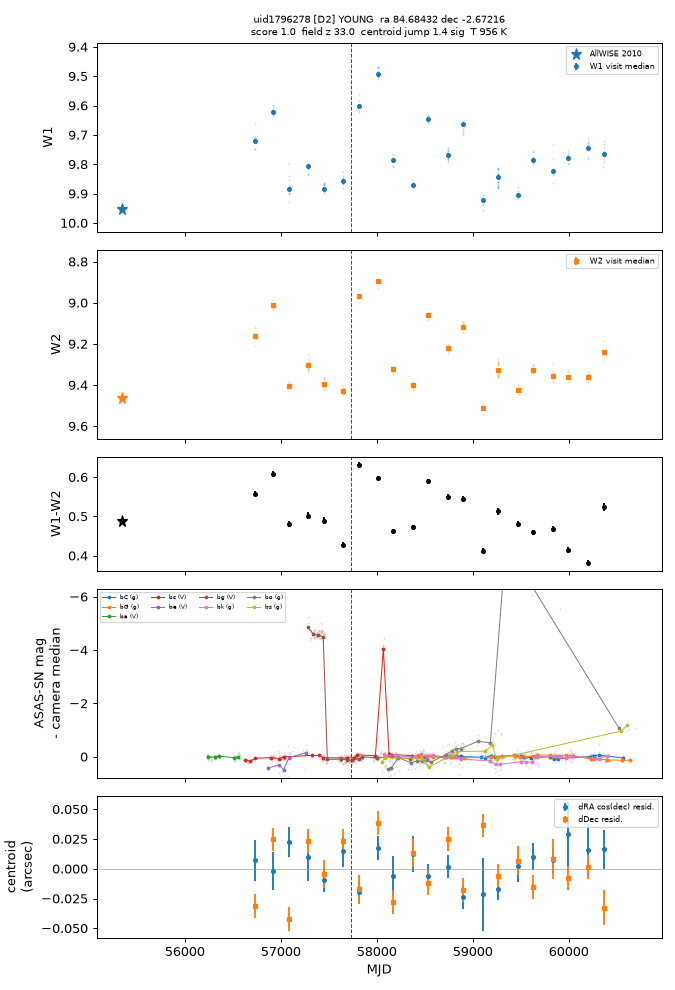 uid1796278 [D2] YOUNG ra 84.68432 dec -2.67216
score 1.0 field z 33.0 centroid jump 1.4 sig T 956 K
9.4
9.5
9.6
9.7
9.8
9.9
10.0
W1
AllWISE 2010
W1 visit median
8.8
9.0
9.2
9.4
9.6
W2
W2 visit median
0.6
0.5
0.4
W1-W2
−6
−4
−2
0
ASAS-SN mag
- camera median
bC (g)
bG (g)
ba (V)
bc (V)
be (V)
bg (V)
bk (g)
bo (g)
bs (g)
0.050
0.025
0.000
−0.025
−0.050
centroid
(arcsec)
dRA cos(dec) resid.
dDec resid.
56000
57000
58000
59000
60000
MJD